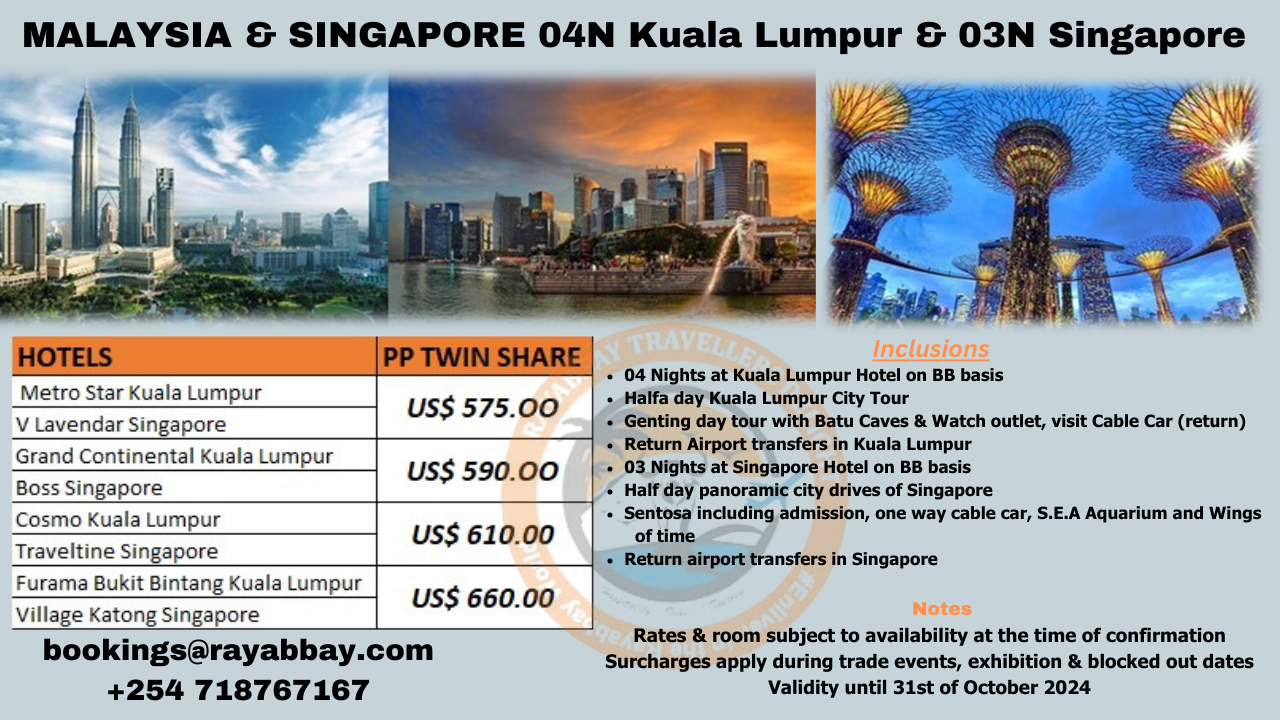 MALAYSIA & SINGAPORE 04N Kuala Lumpur & 03N Singapore
HOTELS PP TWIN SHARE
Metro Star Kuala Lumpur
US$ 575.OO
V Lavendar Singapore
Grand Continental Kuala Lumpur
US$ 590.OO
Boss Singapore
Cosmo Kuala Lumpur
US$ 610.00
Traveltine Singapore
Furama Bukit Bintang Kuala Lumpur
US$ 660.00
Village Katong Singapore
bookings@rayabbay.com
+254 718767167
Inclusions
• 04 Nights at Kuala Lumpur Hotel on BB basis
• Halfa day Kuala Lumpur City Tour
• Genting day tour with Batu Caves & Watch outlet, visit Cable Car (return)
• Return Airport transfers in Kuala Lumpur
• 03 Nights at Singapore Hotel on BB basis
• Half day panoramic city drives of Singapore
• Sentosa including admission, one way cable car, S.E.A Aquarium and Wings
of time
• Return airport transfers in Singapore
Notes
Rates & room subject to availability at the time of confirmation
Surcharges apply during trade events, exhibition & blocked out dates
Validity until 31st of October 2024